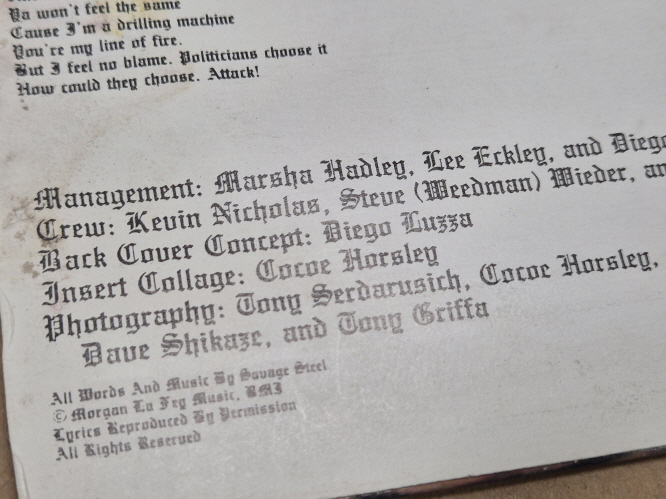 Ya won't feel the same
Cause I'm a drilling machine
You're my line of fire.
But I feel no blame. Politicians choose it
How could they choose. Attack!
Management: Marsha Hadley, Lee Eckley, and Diego
Crew: Kevin Nicholas, Steve (Weedman) Wieder, an
Back Cover Concept: Diego Luzza
Insert Collage: Cocoe Horsley
Photography: Tony Serdarusich, Cocoe Horsley,
Dave Shikaze, and Tony Griffa
All Words And Music By Savage Steel
© Morgan La Fey Music, BMI
Lyrics Reproduced By Permission
All Rights Reserved